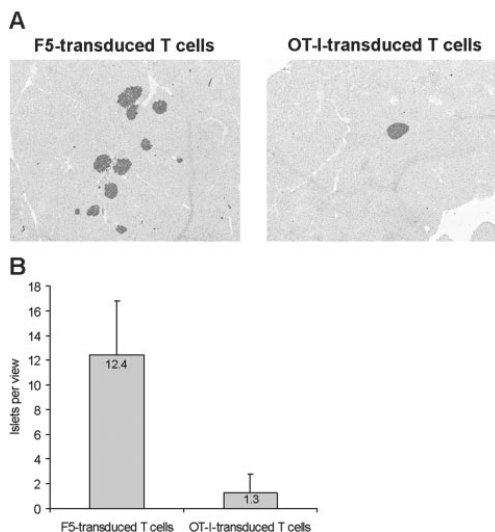 A
F5-transduced T cells
OT-I-transduced T cells
B
Islets per view
18
16
14
12
10
8
6
4
2
0
12.4
1.3
F5-transduced T cells
OT-I-transduced T cells